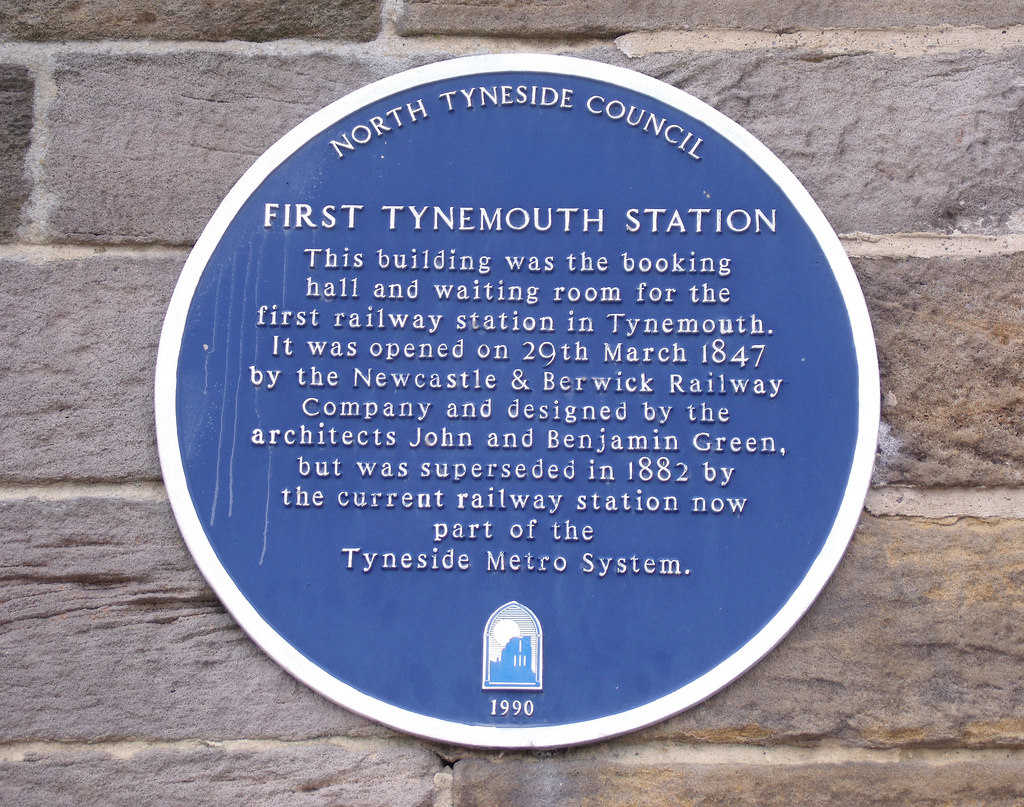 NORTH TYNESIDE COUNCIL
FIRST TYNEMOUTH STATION
This building was the booking
hall and waiting room for the
first railway station in Tynemouth.
It was opened on 29th March 1847
by the Newcastle & Berwick Railway
Company and designed by the
architects John and Benjamin Green,
but was superseded in 1882 by
the current railway station now
part of the
Tyneside Metro System.
1990